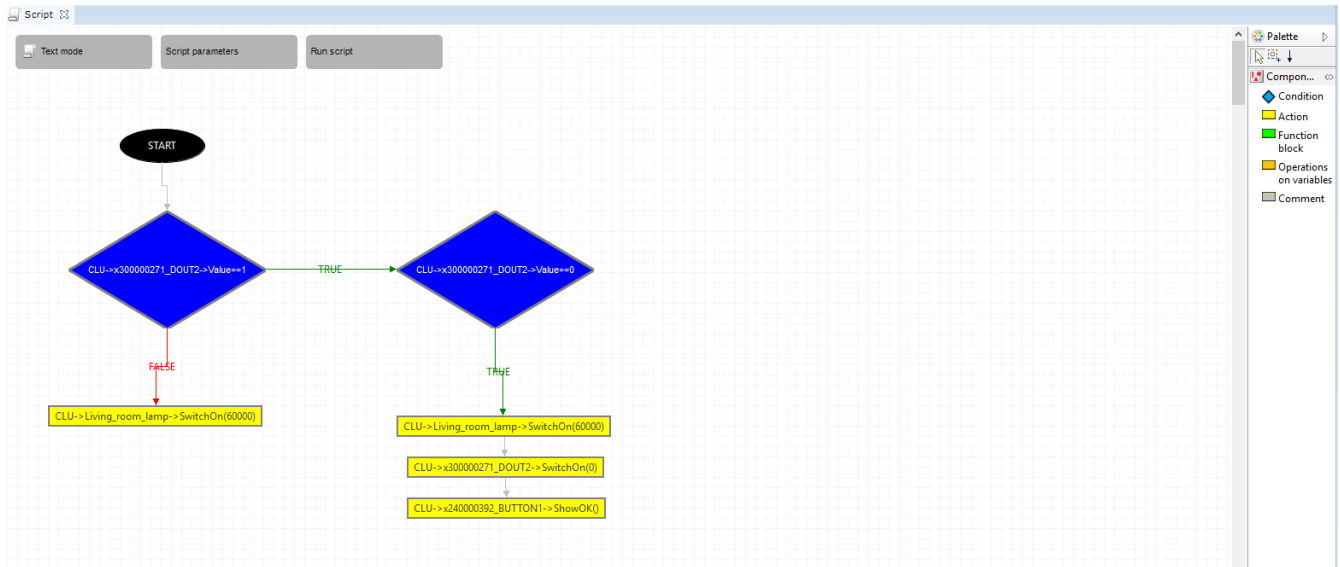 Script
Text mode
Script parameters
Run script
Palette
Compon...
Condition
Action
Function
block
Operations
on variables
Comment
START
CLU->x300000271_DOUT2->Value==1
TRUE
CLU->x300000271_DOUT2->Value==0
FALSE
TRUE
CLU->Living_room_lamp->SwitchOn(60000)
CLU->Living_room_lamp->SwitchOn(60000)
CLU->x300000271_DOUT2->SwitchOn(0)
CLU->x240000392_BUTTON1->ShowOK()